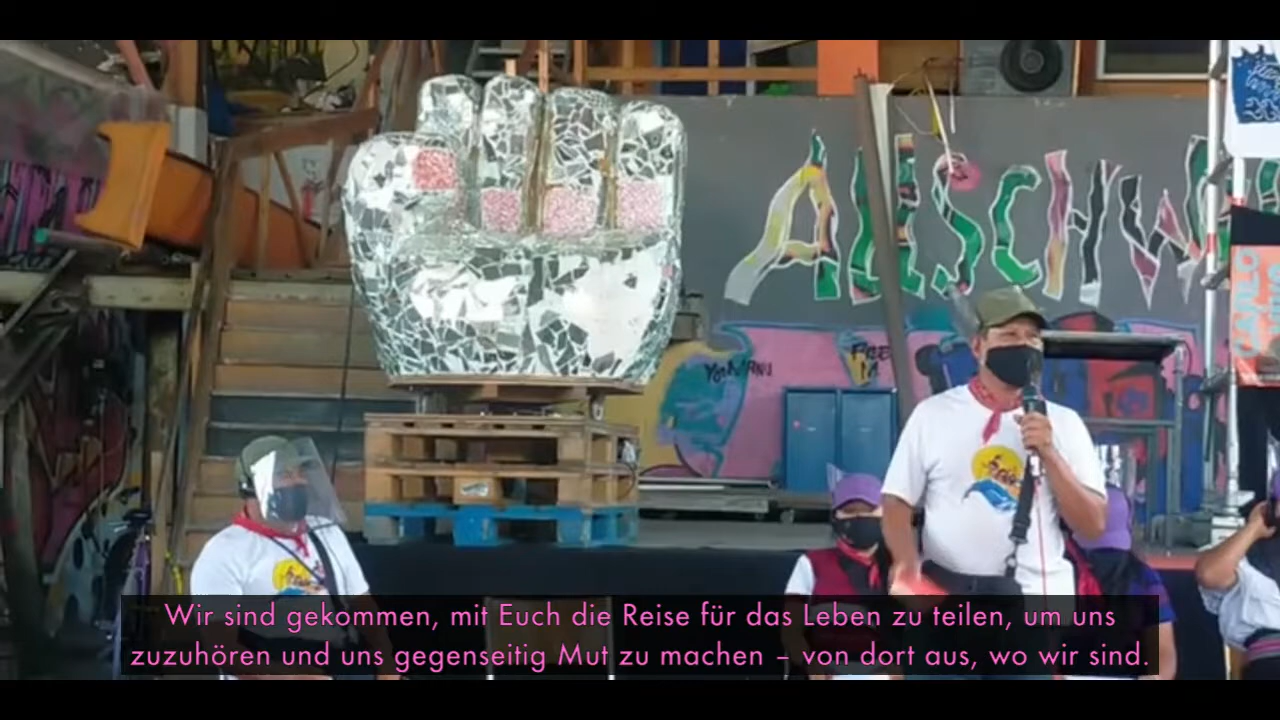 ALLSCHW
Wir sind gekommen, mit Euch die Reise für das Leben zu teilen, um uns
zuzuhören und uns gegenseitig Mut zu machen – von dort aus, wo wir sind.